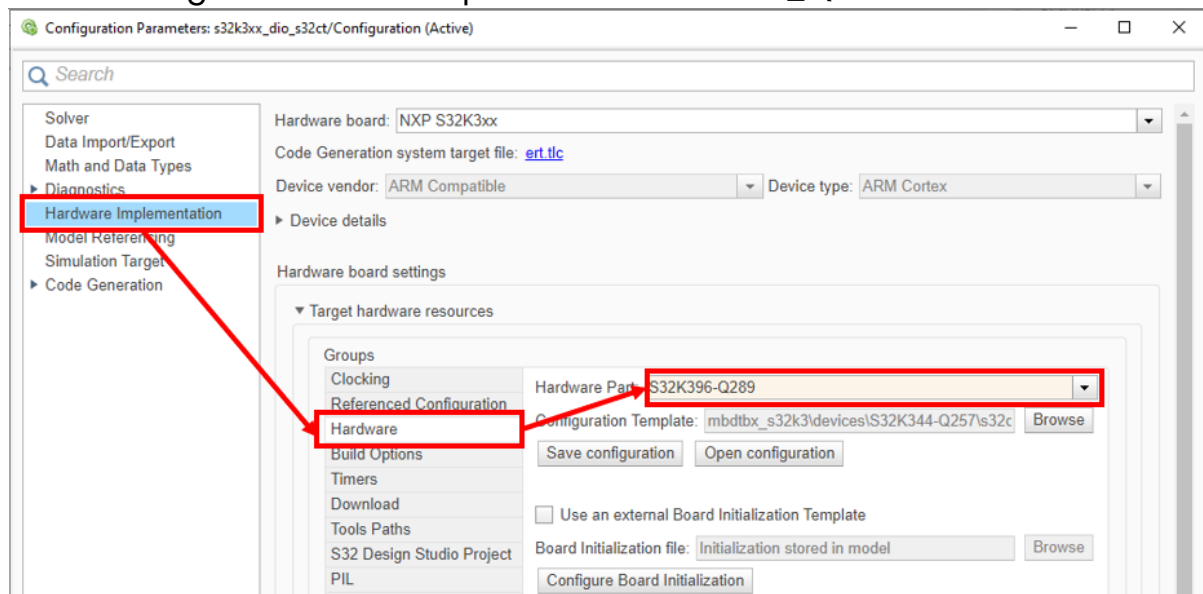 Configuration Parameters: s32k3xx_dio_s32ct/Configuration (Active)
Search
Solver
Data Import/Export
Math and Data Types
Diagnostics
Hardware Implementation
Model Referencing
Simulation Target
Code Generation
Hardware board: NXP S32K3xx
Code Generation system target file: ert.tlc
Device vendor: ARM Compatible Device type: ARM Cortex
Device details
Hardware board settings
Target hardware resources
Groups
Clocking
Referenced Configuration
Hardware
Build Options
Timers
Download
Tools Paths
S32 Design Studio Project
PIL
Hardware Part: S32K396-Q289
Configuration Template: mbdtbx_s32k3\devices\S32K344-Q257\s32c Browse
Save configuration Open configuration
Use an external Board Initialization Template
Board Initialization file: Initialization stored in model Browse
Configure Board Initialization